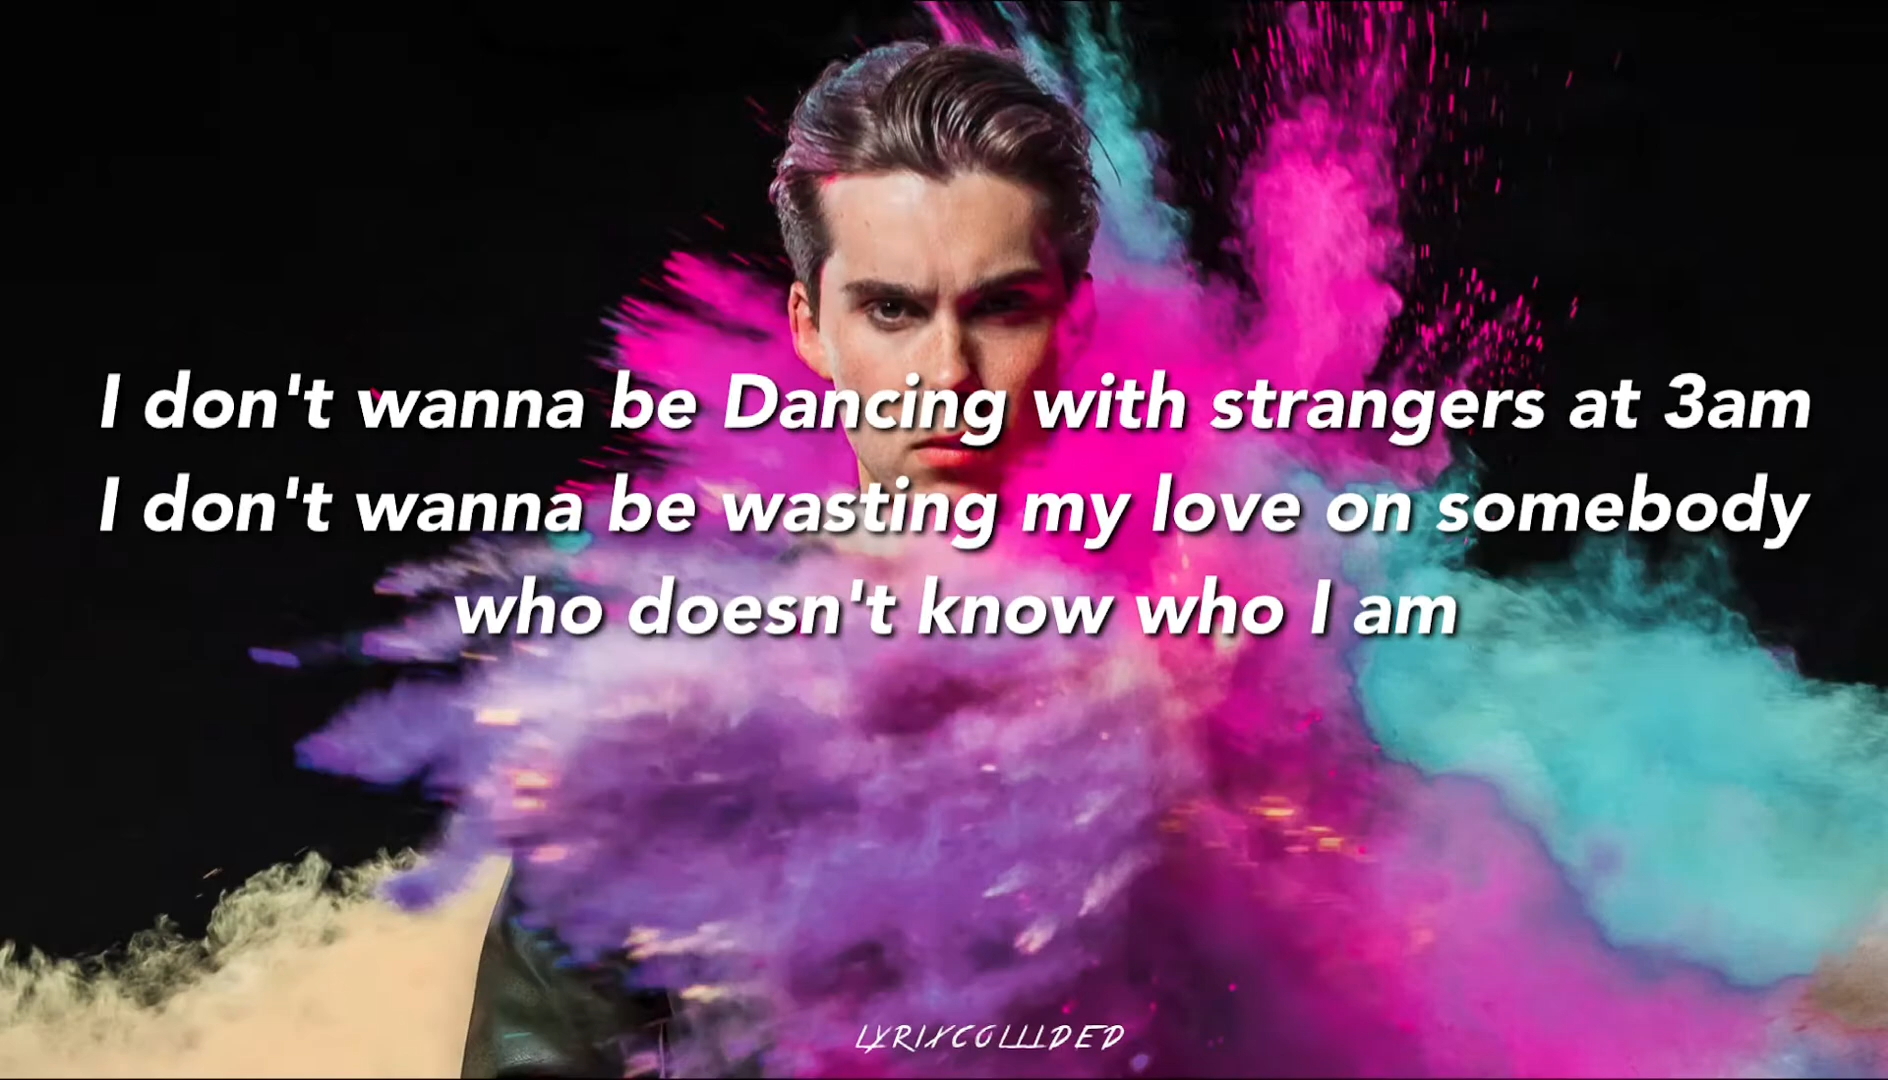 I don't wanna be Dancing with strangers at 3am
I don't wanna be wasting my love on somebody
who doesn't know who I am
LYRIXCOLLIDED